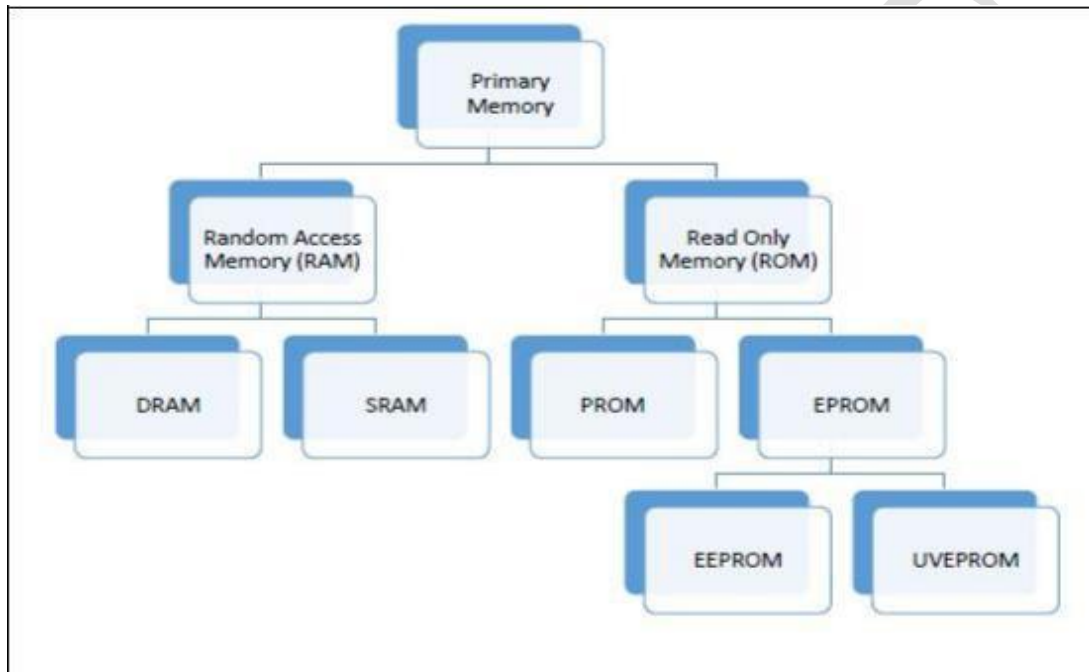 Primary
Memory
Random Access
Memory (RAM)
Read Only
Memory (ROM)
DRAM
SRAM
PROM
EPROM
EEPROM
UVEPROM